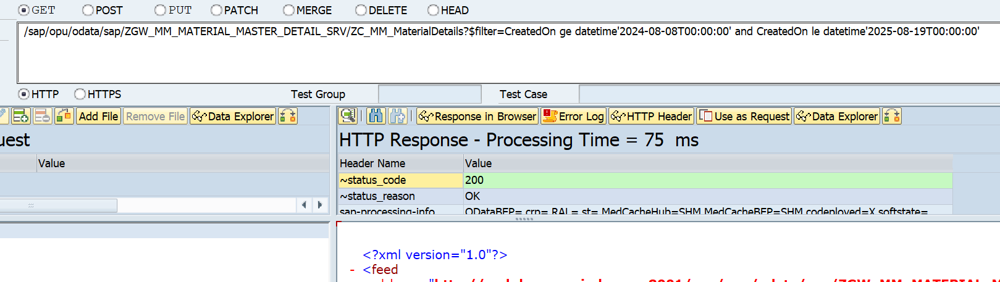 GET POST PUT PATCH MERGE DELETE HEAD
/sap/opu/odata/sap/ZGW_MM_MATERIAL_MASTER_DETAIL_SRV/ZC_MM_MaterialDetails?$filter=CreatedOn ge datetime'2024-08-08T00:00:00' and CreatedOn le datetime'2025-08-19T00:00:00'
HTTP HTTPS Test Group Test Case
Add File Remove File Data Explorer Response in Browser Error Log HTTP Header Use as Request Data Explorer
uest
HTTP Response - Processing Time = 75 ms
Value
Header Name Value
~status_code 200
~status_reason OK
sap-processing-info ODataBEP= crp= RAL= st= MedCacheHub=SHM MedCacheBEP=SHM codeployed=X softstate=
<?xml version="1.0"?>
- <feed